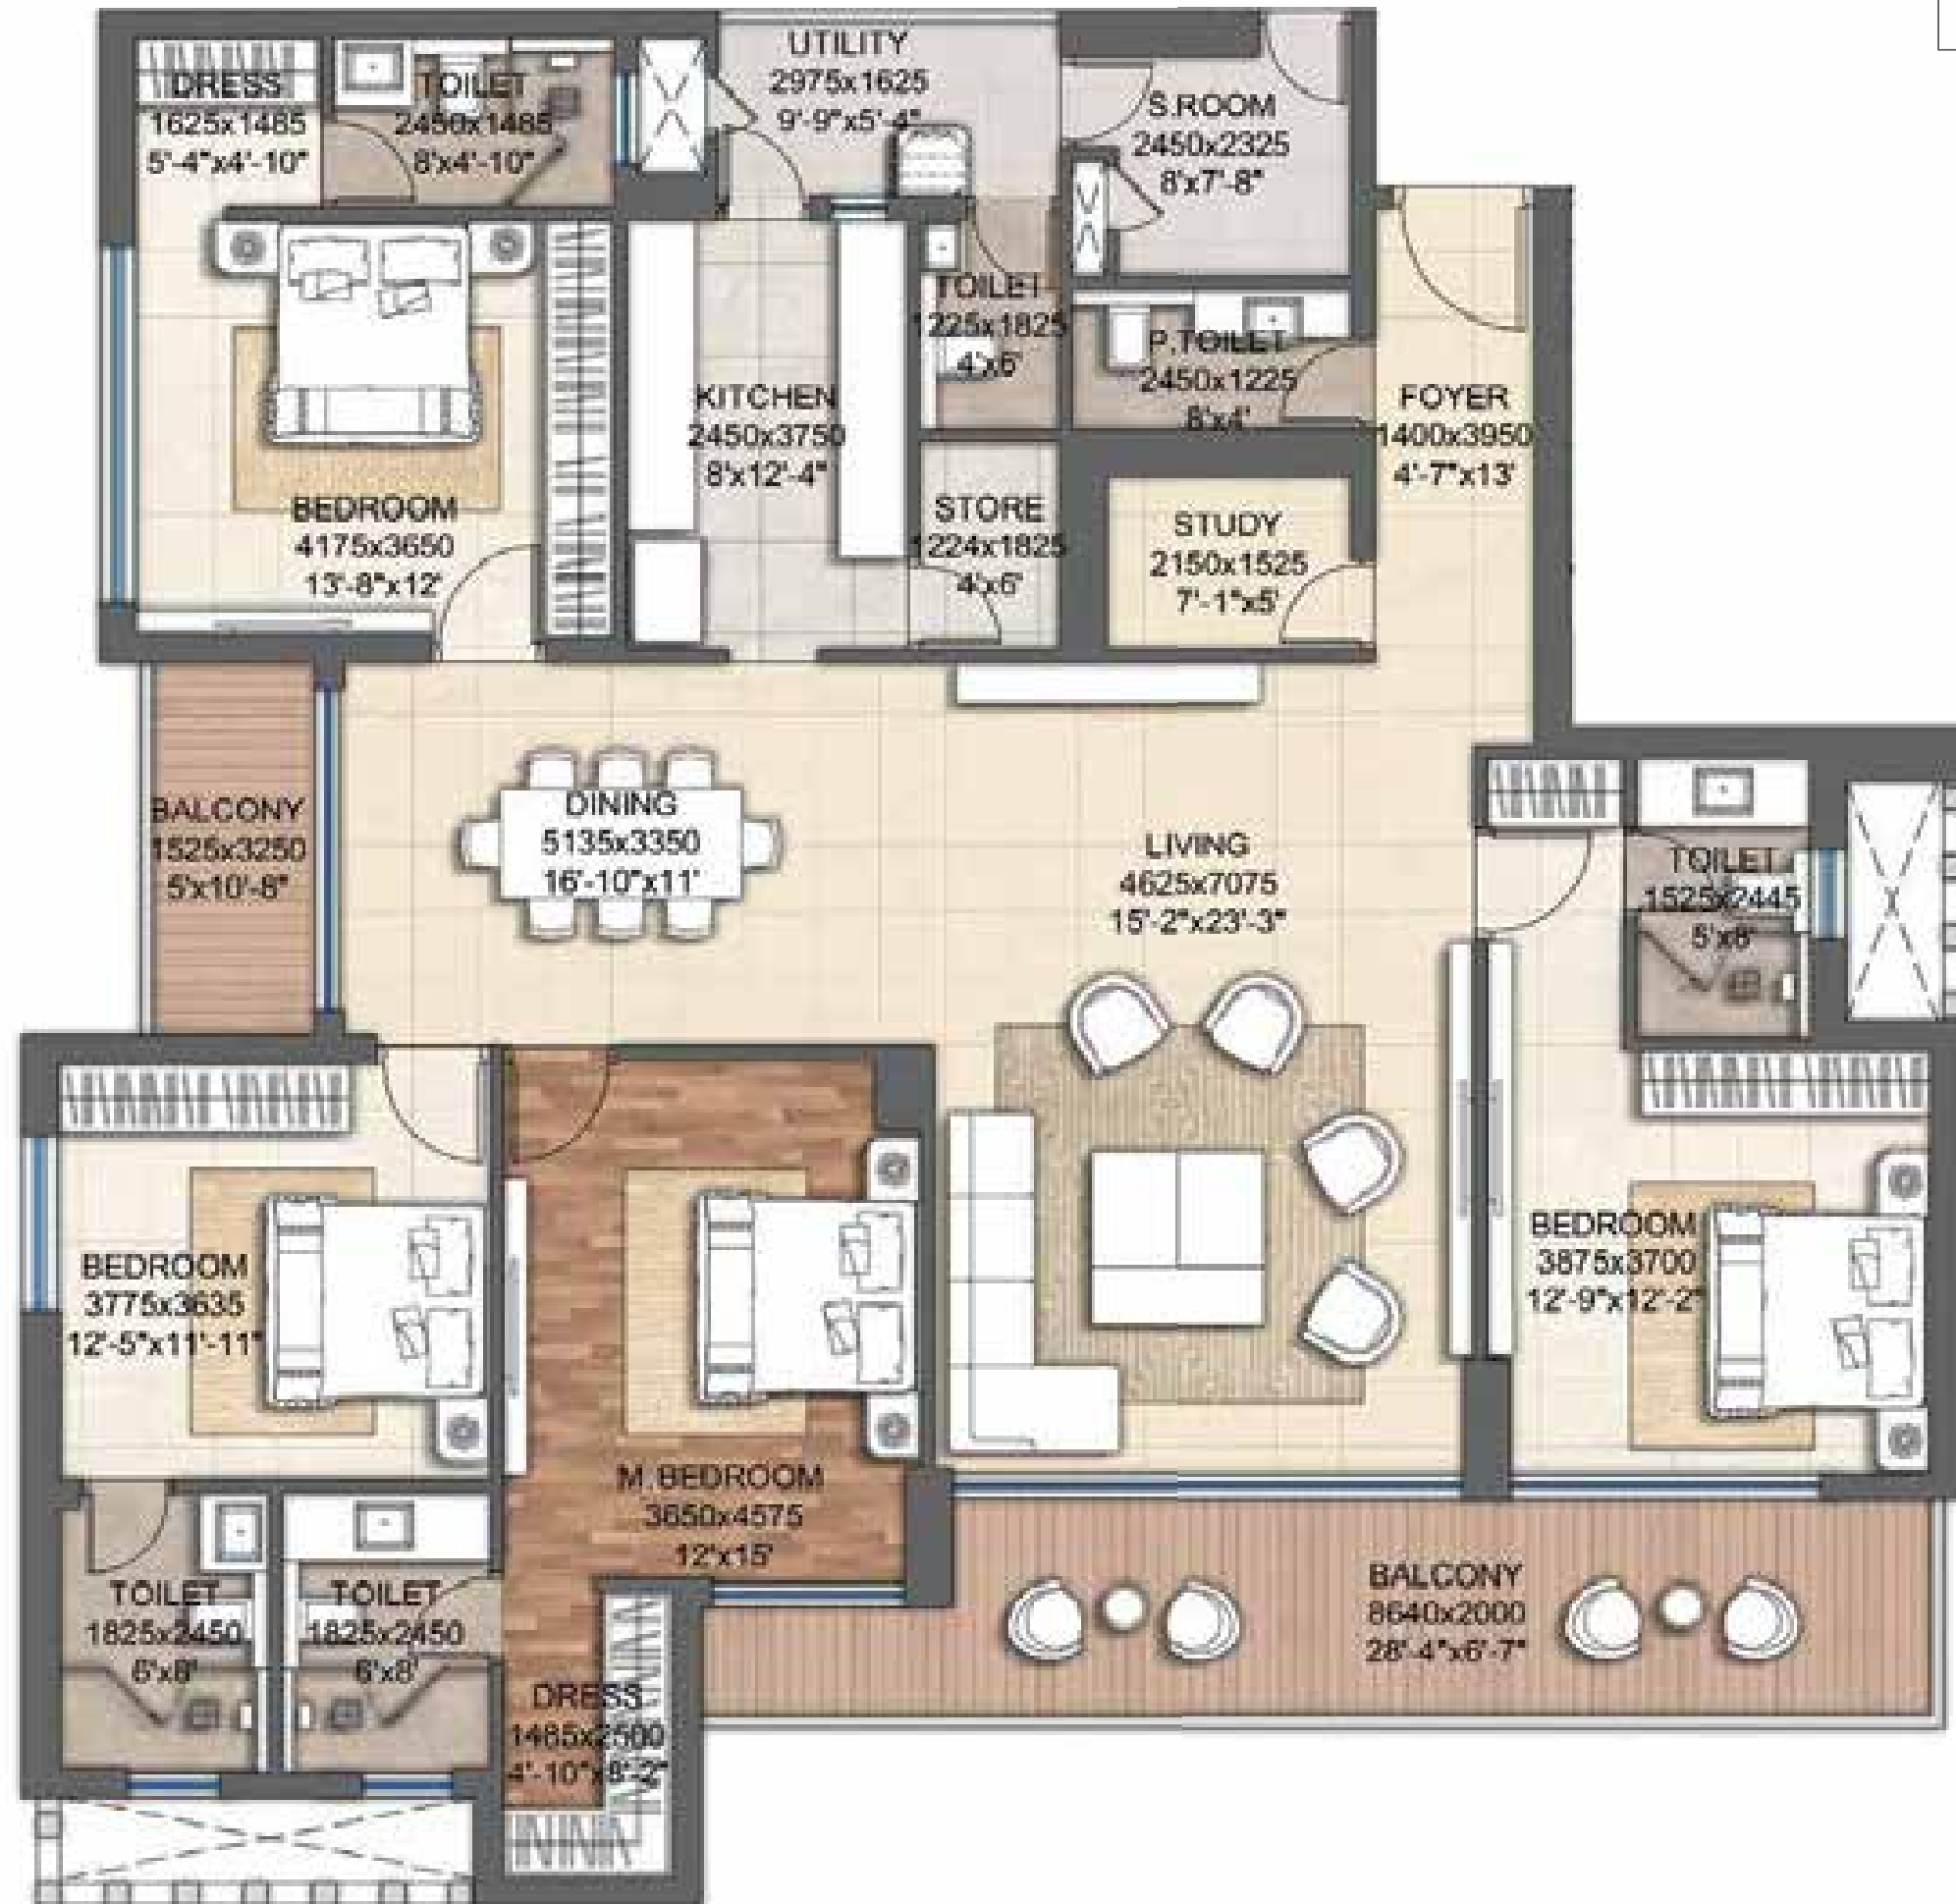 DRESS
1625x1485
5'-4"x4'-10"
TOILET
2450x1485
8'x4'-10"
UTILITY
2975x1625
9'-9"x5'-4"
S.ROOM
2450x2325
8'x7'-8"
TOILET
1225x1825
4'x6'
P.TOILET
2450x1225
8'x4'
KITCHEN
2450x3750
8'x12'-4"
FOYER
1400x3950
4'-7"x13'
BEDROOM
4175x3650
13'-8"x12'
STORE
1224x1825
4'x6'
STUDY
2150x1525
7'-1"x5'
BALCONY
1525x3250
5'x10'-8"
DINING
5135x3350
16'-10"x11'
LIVING
4625x7075
15'-2"x23'-3"
TOILET
1525x2445
5'x8'
BEDROOM
3775x3635
12'-5"x11'-11"
BEDROOM
3875x3700
12'-9"x12'-2"
M.BEDROOM
3650x4575
12'x15'
TOILET
1825x2450
6'x8'
TOILET
1825x2450
6'x8'
BALCONY
8640x2000
28'-4"x6'-7"
DRESS
1485x2500
4'-10"x8'-2"